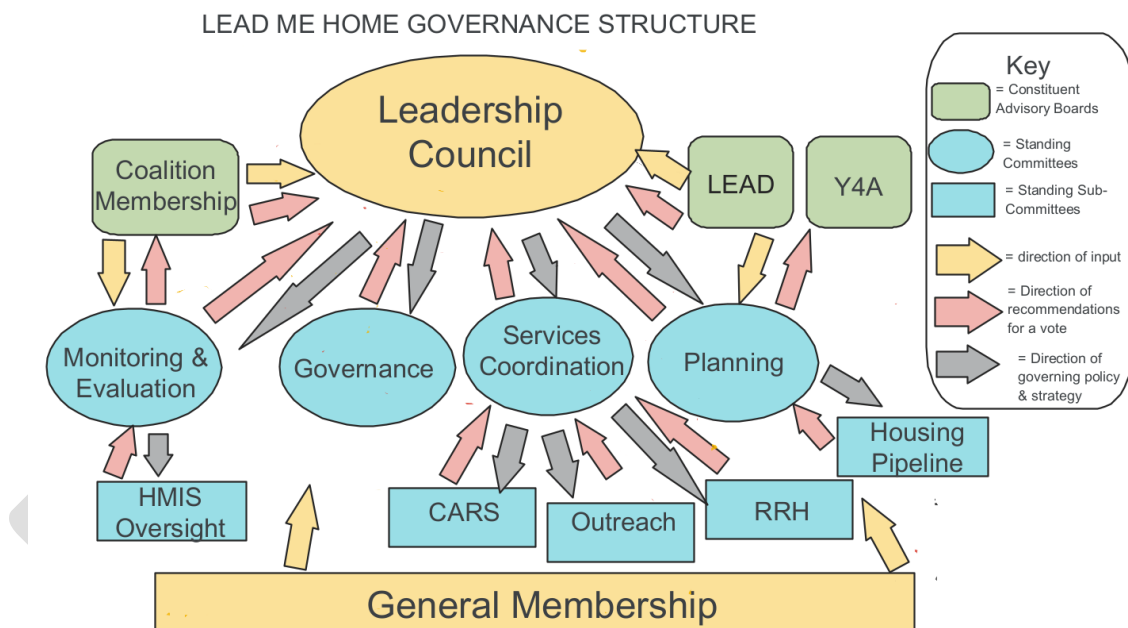 LEAD ME HOME GOVERNANCE STRUCTURE
Leadership
Council
Coalition
Membership
LEAD
Y4A
Key
= Constituent
Advisory Boards
= Standing
Committees
= Standing Sub-
Committees
= direction of input
= Direction of
recommendations
for a vote
= Direction of
governing policy
& strategy
Monitoring &
Evaluation
Governance
Services
Coordination
Planning
HMIS
Oversight
CARS
Outreach
RRH
Housing
Pipeline
General Membership